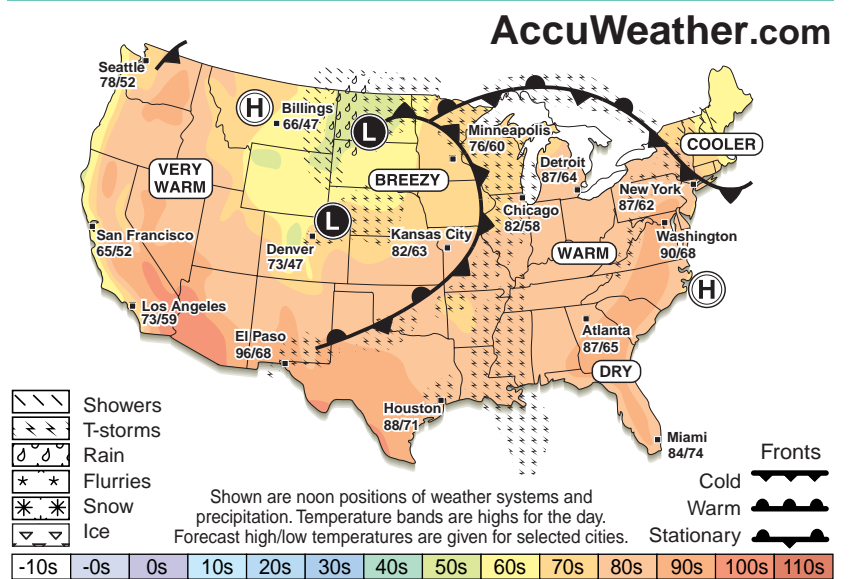 AccuWeather.com
Seattle
78/52
H
Billings
66/47
L
Minneapolis
76/60
COOLER
VERY
WARM
BREEZY
Detroit
87/64
New York
87/62
L
Chicago
82/58
San Francisco
65/52
Denver
73/47
Kansas City
82/63
Washington
90/68
WARM
H
Los Angeles
73/59
El Paso
96/68
Atlanta
87/65
DRY
Houston
88/71
Miami
84/74
Showers
T-storms
Rain
Flurries
Snow
Ice
Shown are noon positions of weather systems and
precipitation. Temperature bands are highs for the day.
Forecast high/low temperatures are given for selected cities.
Fronts
Cold
Warm
Stationary
-10s -0s 0s 10s 20s 30s 40s 50s 60s 70s 80s 90s 100s 110s